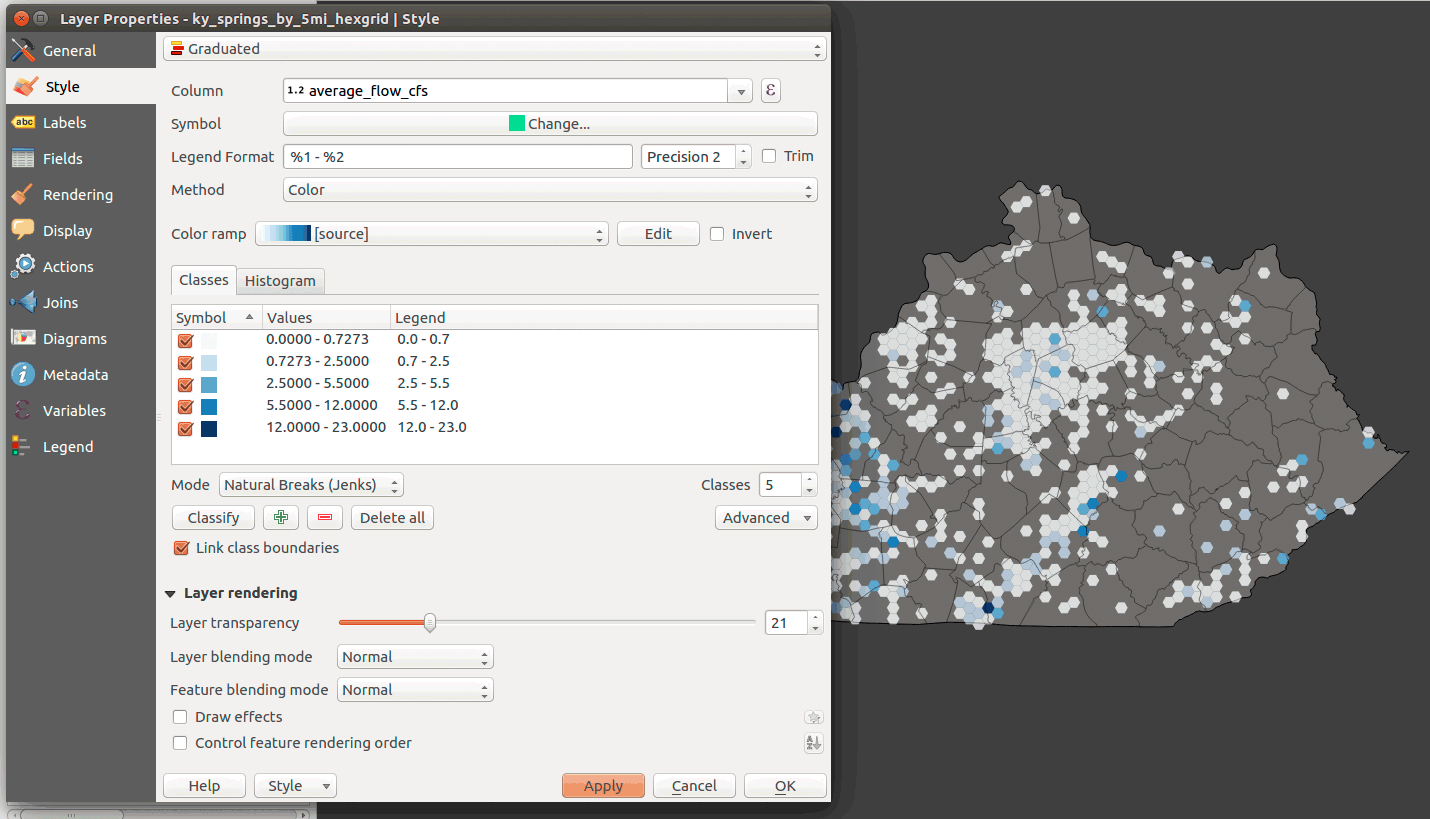 Layer Properties - ky_springs_by_5mi_hexgrid | Style
General
Style
Labels
Fields
Rendering
Display
Actions
Joins
Diagrams
Metadata
Variables
Legend
abc
Graduated
Column 1.2 average_flow_cfs ε
Symbol Change...
Legend Format %1 - %2 Precision 2 Trim
Method Color
Color ramp [source] Edit Invert
Classes Histogram
Symbol Values Legend
0.0000 - 0.7273 0.0 - 0.7
0.7273 - 2.5000 0.7 - 2.5
2.5000 - 5.5000 2.5 - 5.5
5.5000 - 12.0000 5.5 - 12.0
12.0000 - 23.0000 12.0 - 23.0
Mode Natural Breaks (Jenks) Classes 5
Classify Delete all Advanced
Link class boundaries
Layer rendering
Layer transparency 21
Layer blending mode Normal
Feature blending mode Normal
Draw effects
Control feature rendering order AZ
Help Style Apply Cancel OK